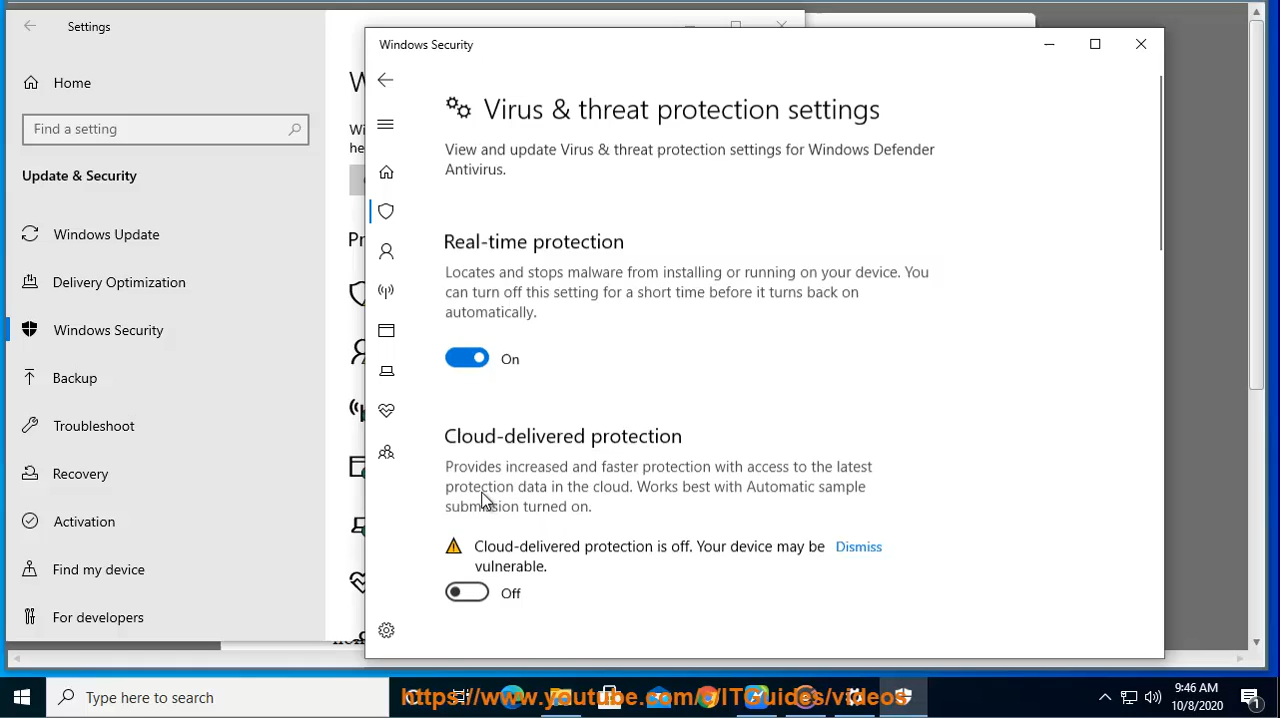 Settings
Home
Find a setting
Update & Security
Windows Update
Delivery Optimization
Windows Security
Backup
Troubleshoot
Recovery
Activation
Find my device
For developers
W
Wi
he
Pr
Windows Security
Virus & threat protection settings
View and update Virus & threat protection settings for Windows Defender
Antivirus.
Real-time protection
Locates and stops malware from installing or running on your device. You
can turn off this setting for a short time before it turns back on
automatically.
On
Cloud-delivered protection
Provides increased and faster protection with access to the latest
protection data in the cloud. Works best with Automatic sample
submission turned on.
Cloud-delivered protection is off. Your device may be Dismiss
vulnerable.
Off
Type here to search
9:46 AM
10/8/2020
1